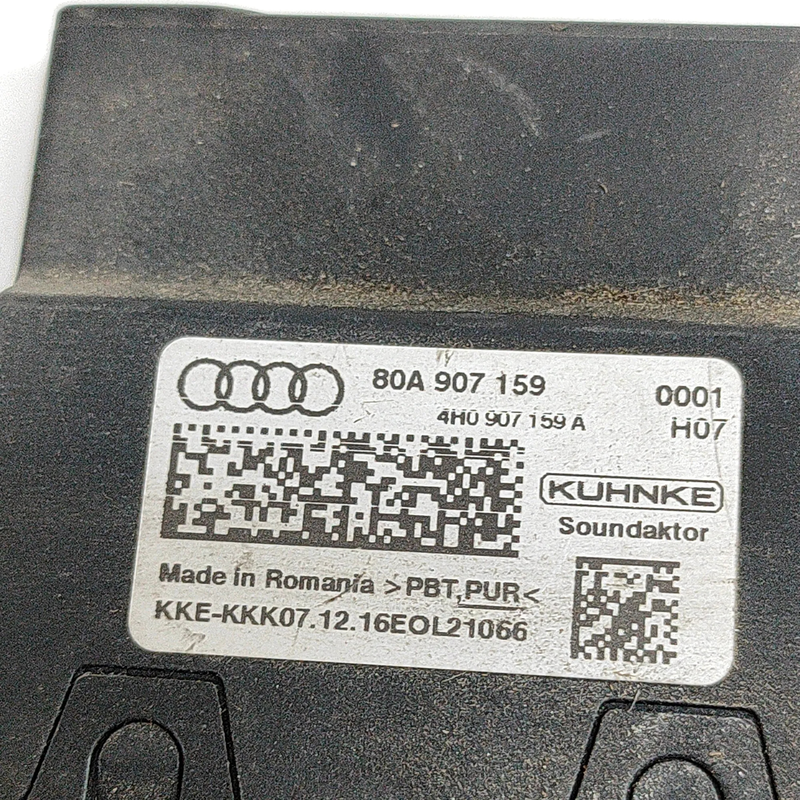 80A 907 159 0001
4H0 907 159 A H07
KUHNKE
Soundaktor
Made in Romania >PBT,PUR<
KKE-KKK07.12.16EOL21066